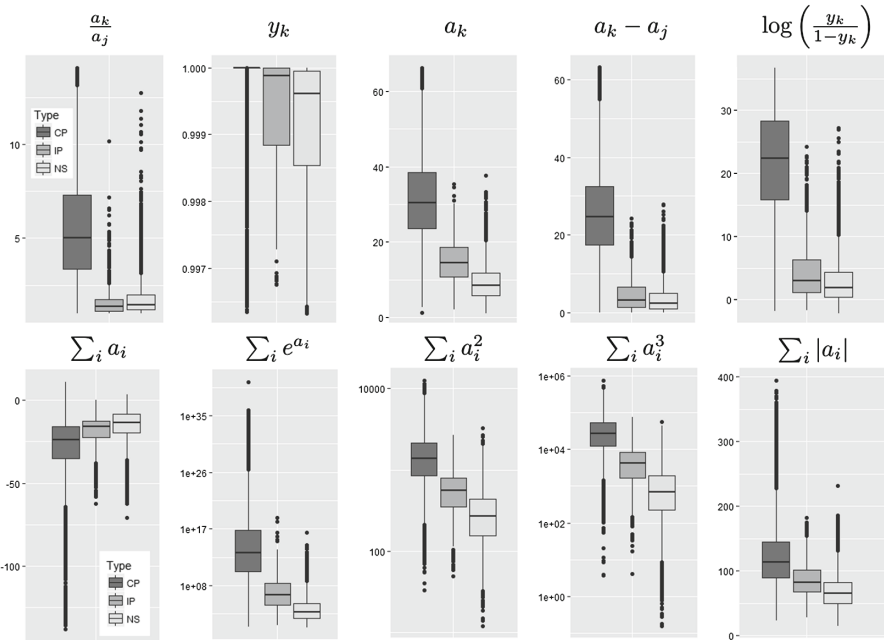 a_k / a_j
y_k
a_k
a_k − a_j
log ( y_k / 1−y_k )
Type
CP
IP
NS
10
5
1.000
0.999
0.998
0.997
60
40
20
0
60
40
20
0
30
20
10
0
∑_i a_i
∑_i e^{a_i}
∑_i a_i^2
∑_i a_i^3
∑_i |a_i|
0
-50
-100
Type
CP
IP
NS
1e+35
1e+26
1e+17
1e+08
10000
100
1e+06
1e+04
1e+02
1e+00
400
300
200
100
0